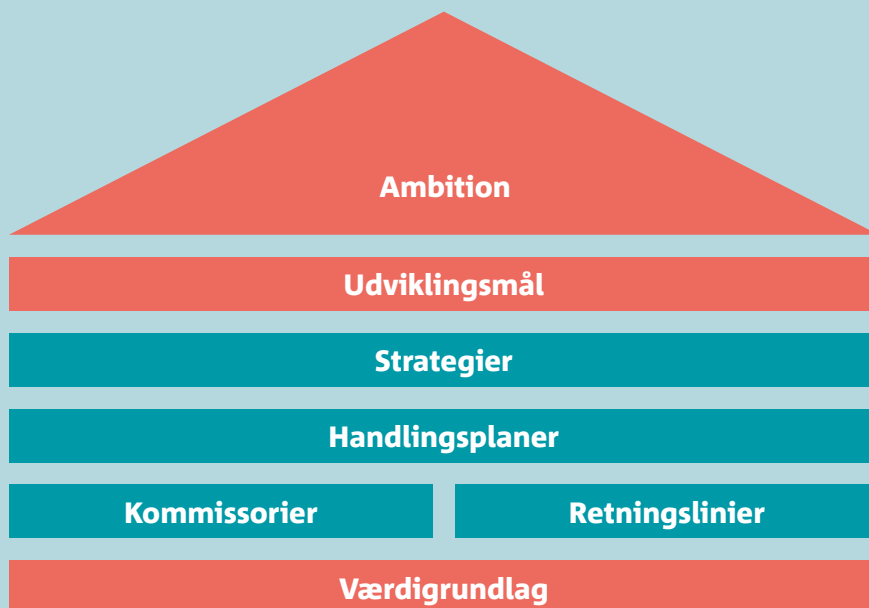 Ambition
Udviklingsmål
Strategier
Handlingsplaner
Kommissorier
Retningslinier
Værdigrundlag